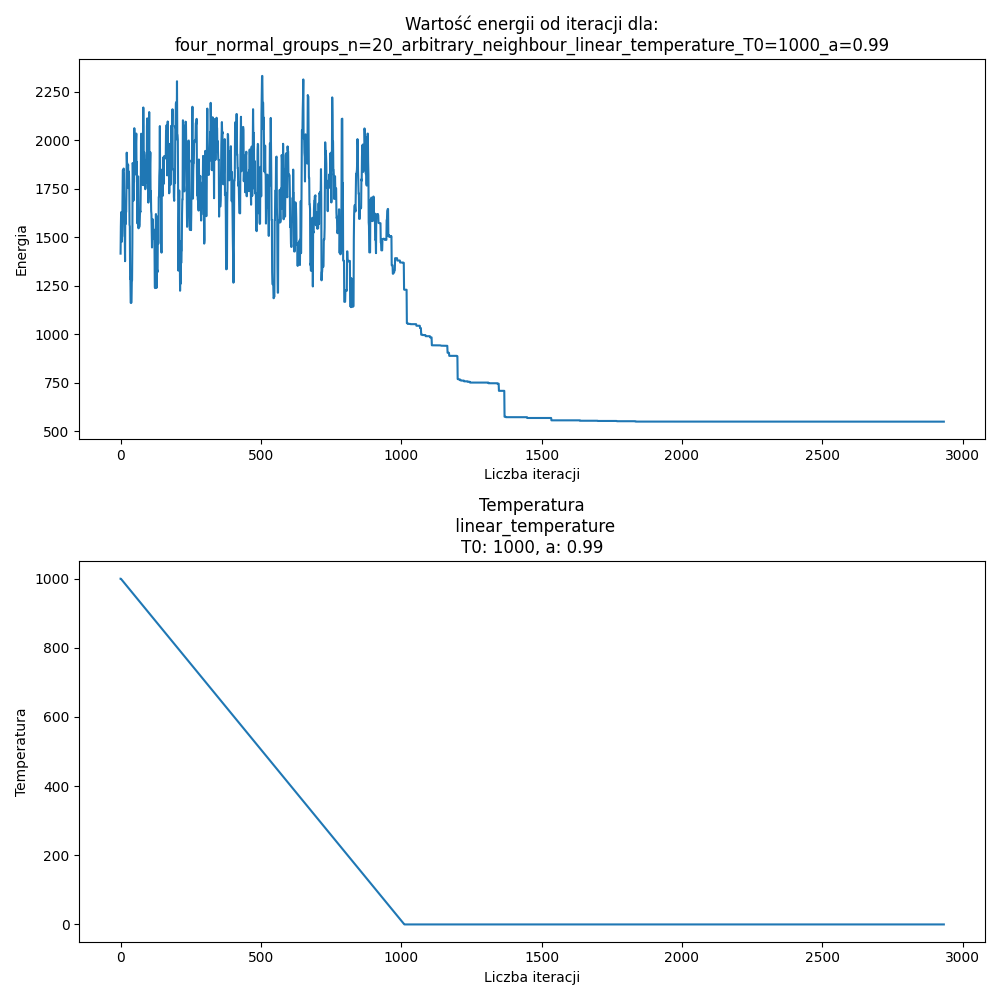 Wartość energii od iteracji dla:
four_normal_groups_n=20_arbitrary_neighbour_linear_temperature_T0=1000_a=0.99
Energia
2250
2000
1750
1500
1250
1000
750
500
0 500 1000 1500 2000 2500 3000
Liczba iteracji
Temperatura
linear_temperature
T0: 1000, a: 0.99
Temperatura
1000
800
600
400
200
0
0 500 1000 1500 2000 2500 3000
Liczba iteracji